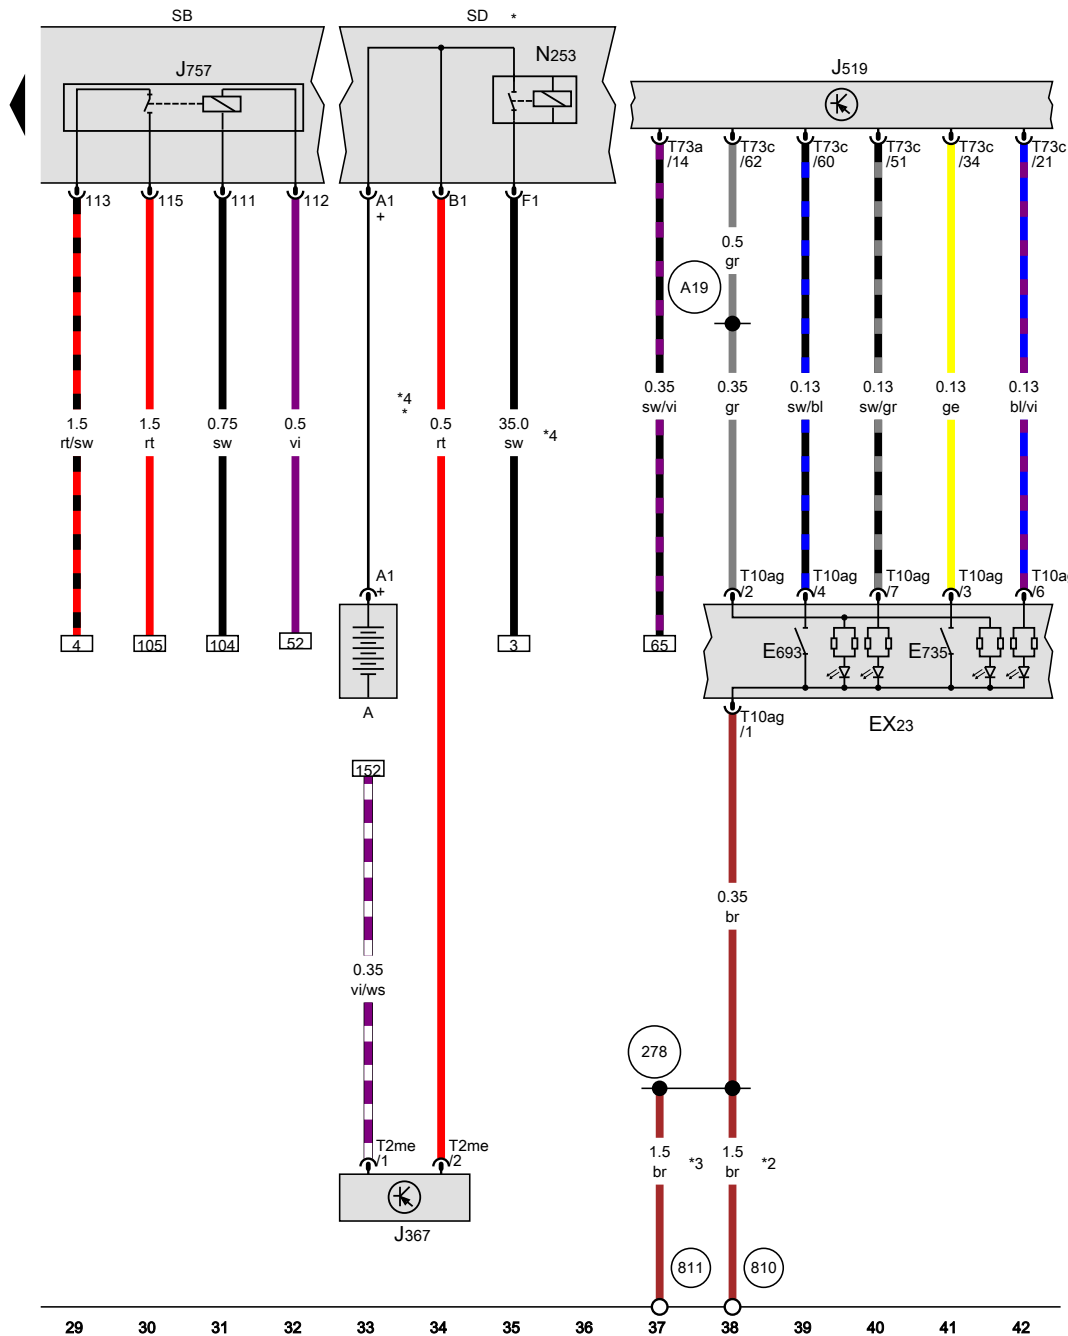 SB
SD *
J757
N253
J519
113
115
111
112
A1
+
B1
F1
T73a
/14
T73c
/62
T73c
/60
T73c
/51
T73c
/34
T73c
/21
0.5
gr
A19
1.5
rt/sw
1.5
rt
0.75
sw
0.5
vi
*4
*
0.5
rt
35.0
sw
*4
0.35
sw/vi
0.35
gr
0.13
sw/bl
0.13
sw/gr
0.13
ge
0.13
bl/vi
A1
+
T10ag
/2
T10ag
/4
T10ag
/7
T10ag
/3
T10a
/6
4
105
104
52
3
65
E693
E735
A
T10ag
/1
EX23
152
0.35
br
0.35
vi/ws
278
T2me
/1
T2me
/2
1.5
br
*3
1.5
br
*2
J367
811
810
29 30 31 32 33 34 35 36 37 38 39 40 41 42